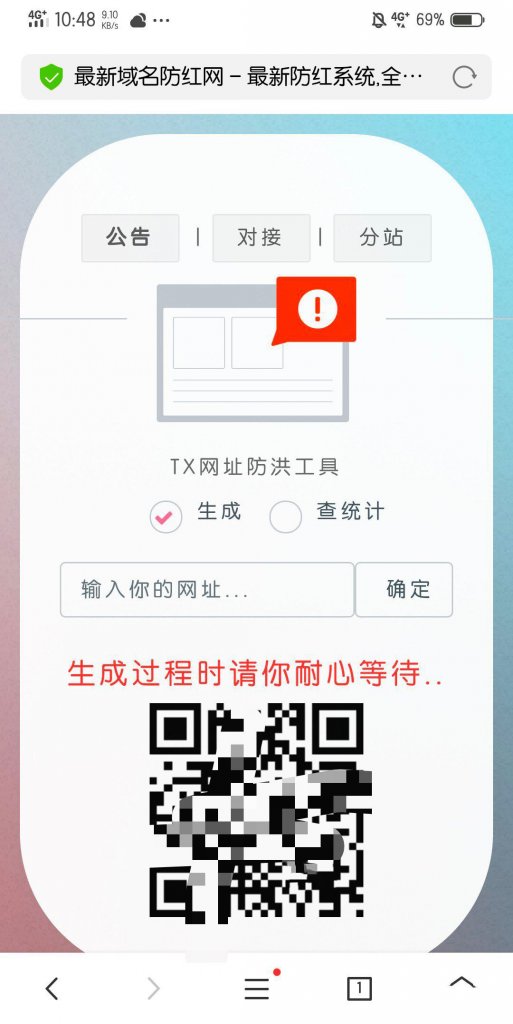 4G⁺ 10:48 9.10 KB/s ··· 4G⁺ 69%
最新域名防红网 – 最新防红系统,全···
公告 | 对接 | 分站
TX网址防洪工具
生成 查统计
输入你的网址... 确定
生成过程时请你耐心等待..
1